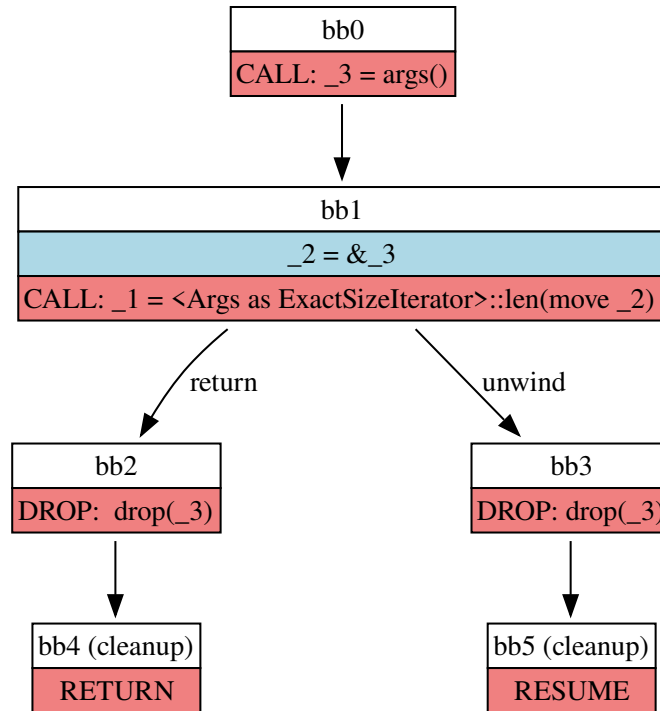 bb0
CALL: _3 = args()
bb1
_2 = &_3
CALL: _1 = <Args as ExactSizeIterator>::len(move _2)
return
unwind
bb2
DROP:  drop(_3)
bb3
DROP: drop(_3)
bb4 (cleanup)
RETURN
bb5 (cleanup)
RESUME